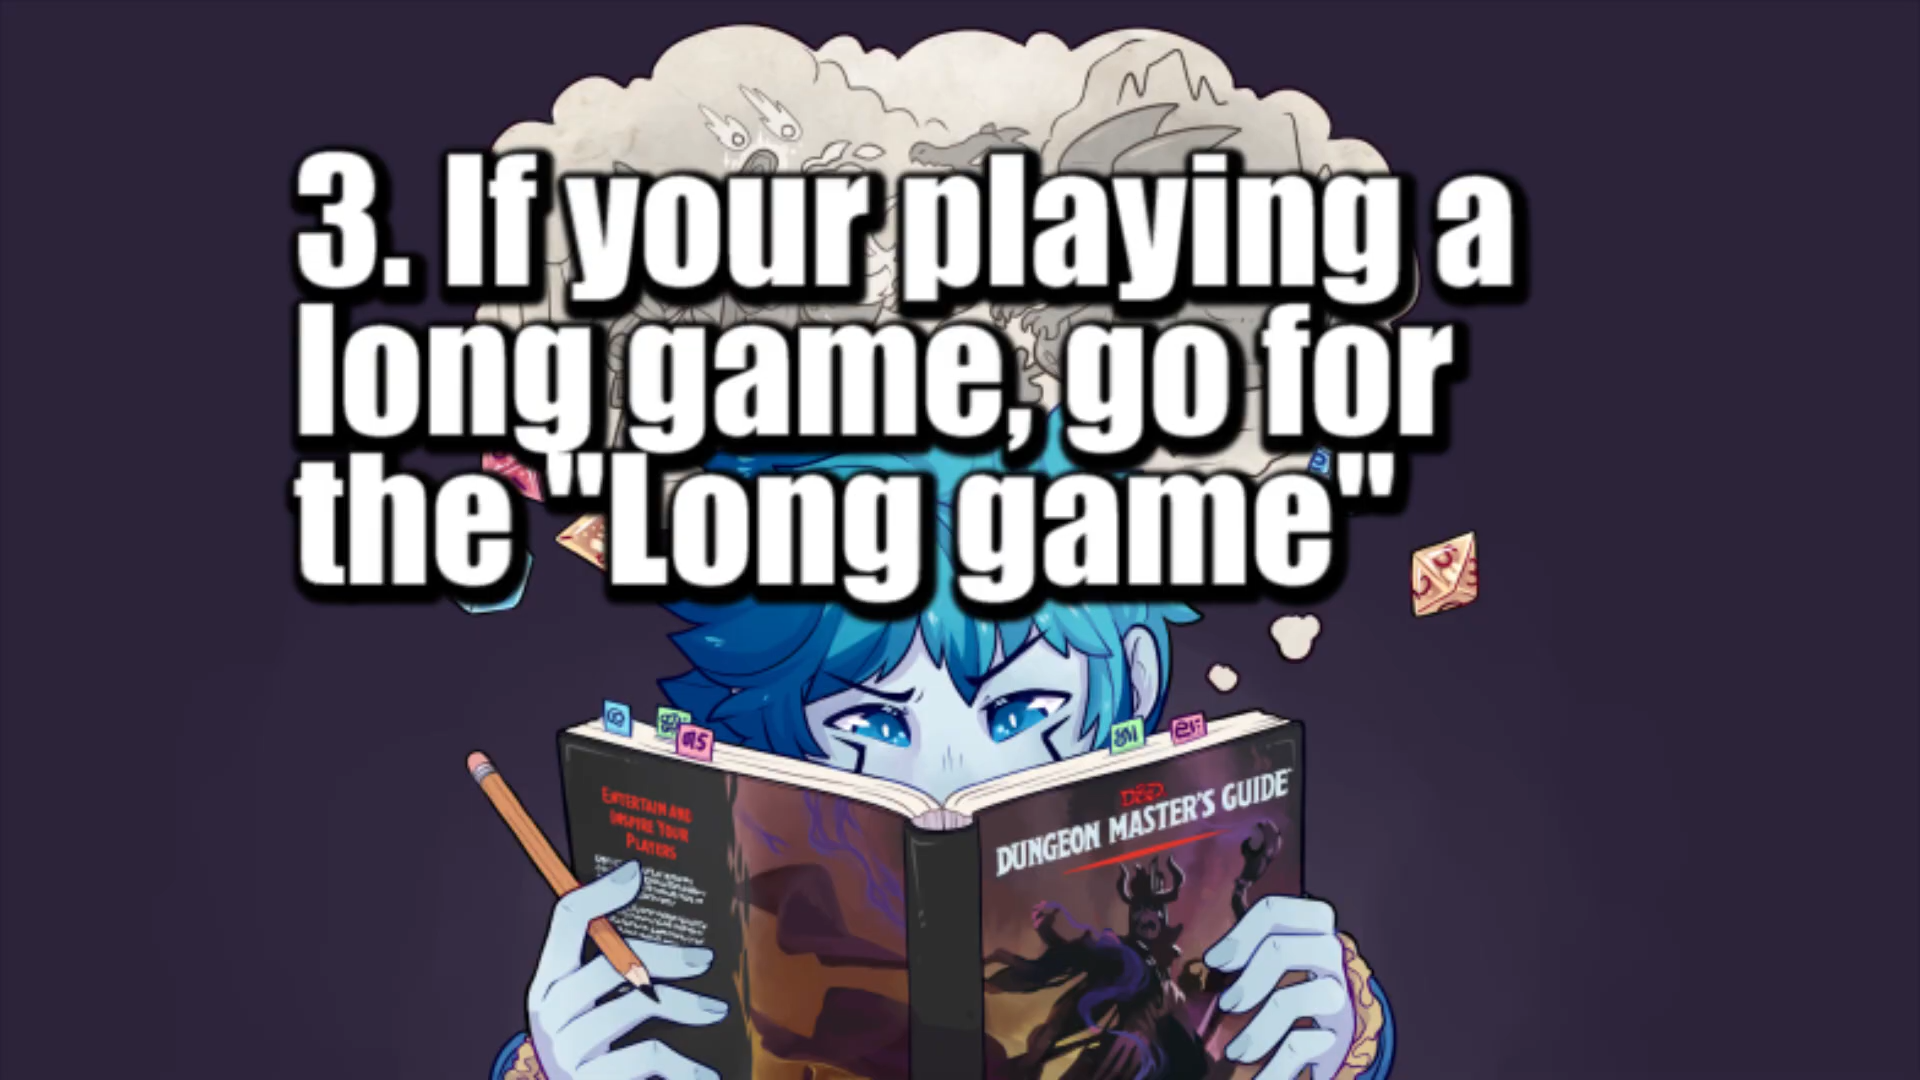 3. If your playing a
long game, go for
the "Long game"
ENTERTAIN AND
INSPIRE YOUR
PLAYERS
D&D
DUNGEON MASTER'S GUIDE